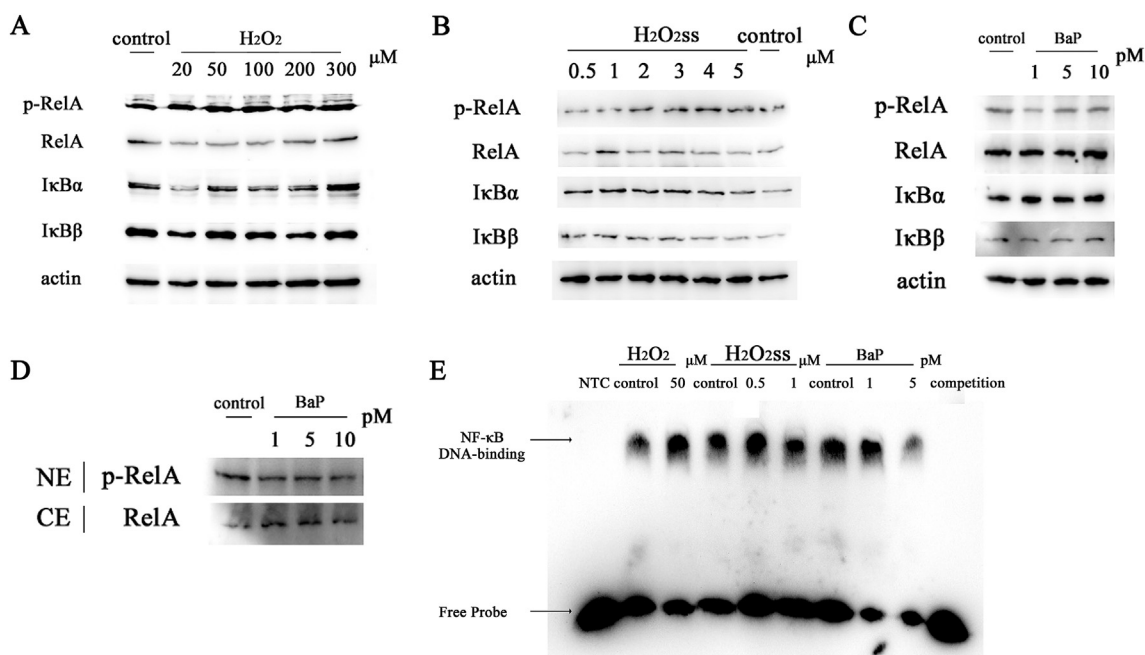 A
control H2O2
20 50 100 200 300 μM
p-RelA
RelA
IκBα
IκBβ
actin
B
H2O2ss control
0.5 1 2 3 4 5 μM
p-RelA
RelA
IκBα
IκBβ
actin
C
control BaP
1 5 10 pM
p-RelA
RelA
IκBα
IκBβ
actin
D
control BaP
1 5 10 pM
NE p-RelA
CE RelA
E
H2O2 μM H2O2ss μM BaP pM
NTC control 50 control 0.5 1 control 1 5 competition
NF-κB
DNA-binding
Free Probe